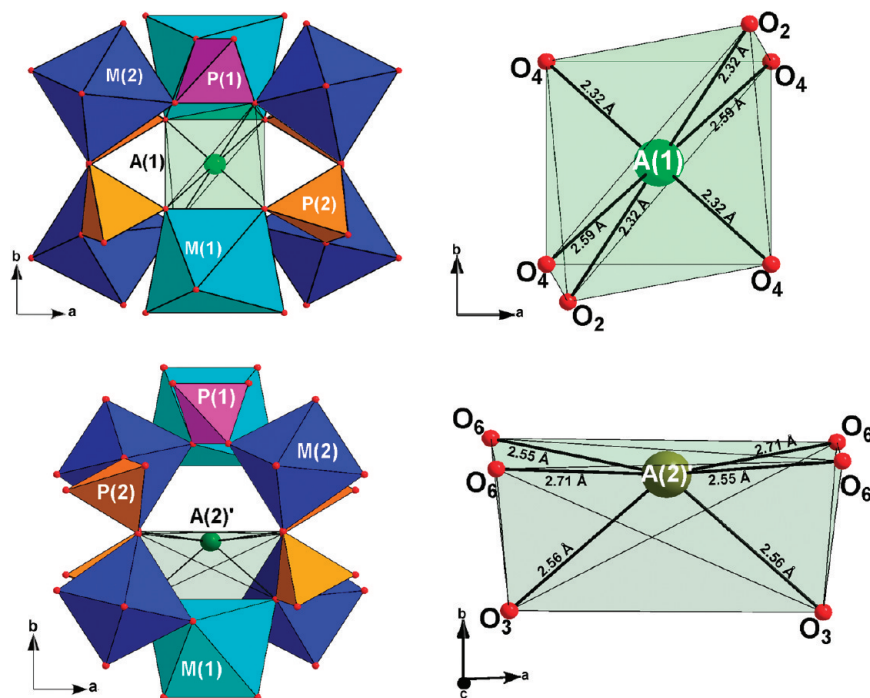 M(2)
P(1)
A(1)
P(2)
M(1)
b
a
O2
O4
O4
2.32 Å
2.32 Å
2.59 Å
A(1)
2.59 Å
2.32 Å
2.32 Å
O4
O2
O4
b
a
P(1)
M(2)
P(2)
A(2)'
M(1)
b
a
O6
O6
2.55 Å
2.71 Å
A(2)'
O6
2.71 Å
2.55 Å
O6
2.56 Å
2.56 Å
O3
O3
b
c
a